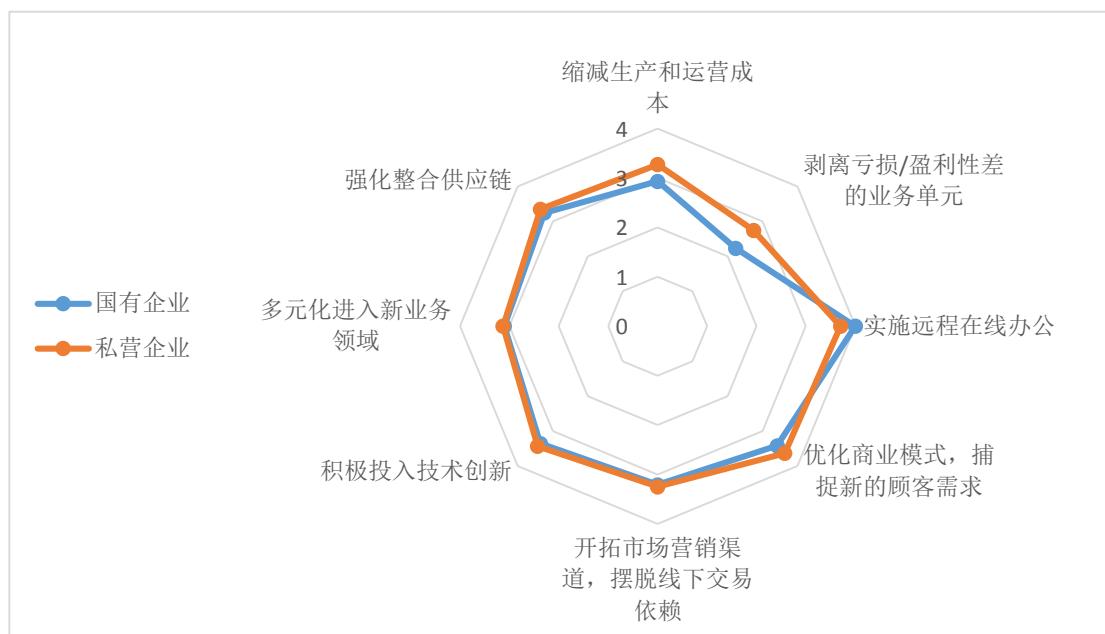 缩减生产和运营成
本
4
3
2
1
0
剥离亏损/盈利性差
的业务单元
实施远程在线办公
优化商业模式，捕
捉新的顾客需求
开拓市场营销渠
道，摆脱线下交易
依赖
积极投入技术创新
多元化进入新业务
领域
强化整合供应链
国有企业
私营企业